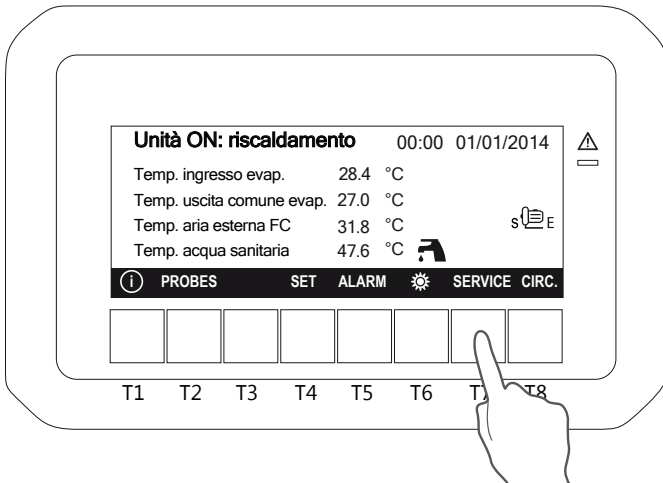 Unità ON: riscaldamento 00:00 01/01/2014
Temp. ingresso evap. 28.4 °C
Temp. uscita comune evap. 27.0 °C
Temp. aria esterna FC 31.8 °C
S E
Temp. acqua sanitaria 47.6 °C
i PROBES SET ALARM SERVICE CIRC.
T1 T2 T3 T4 T5 T6 T7 T8